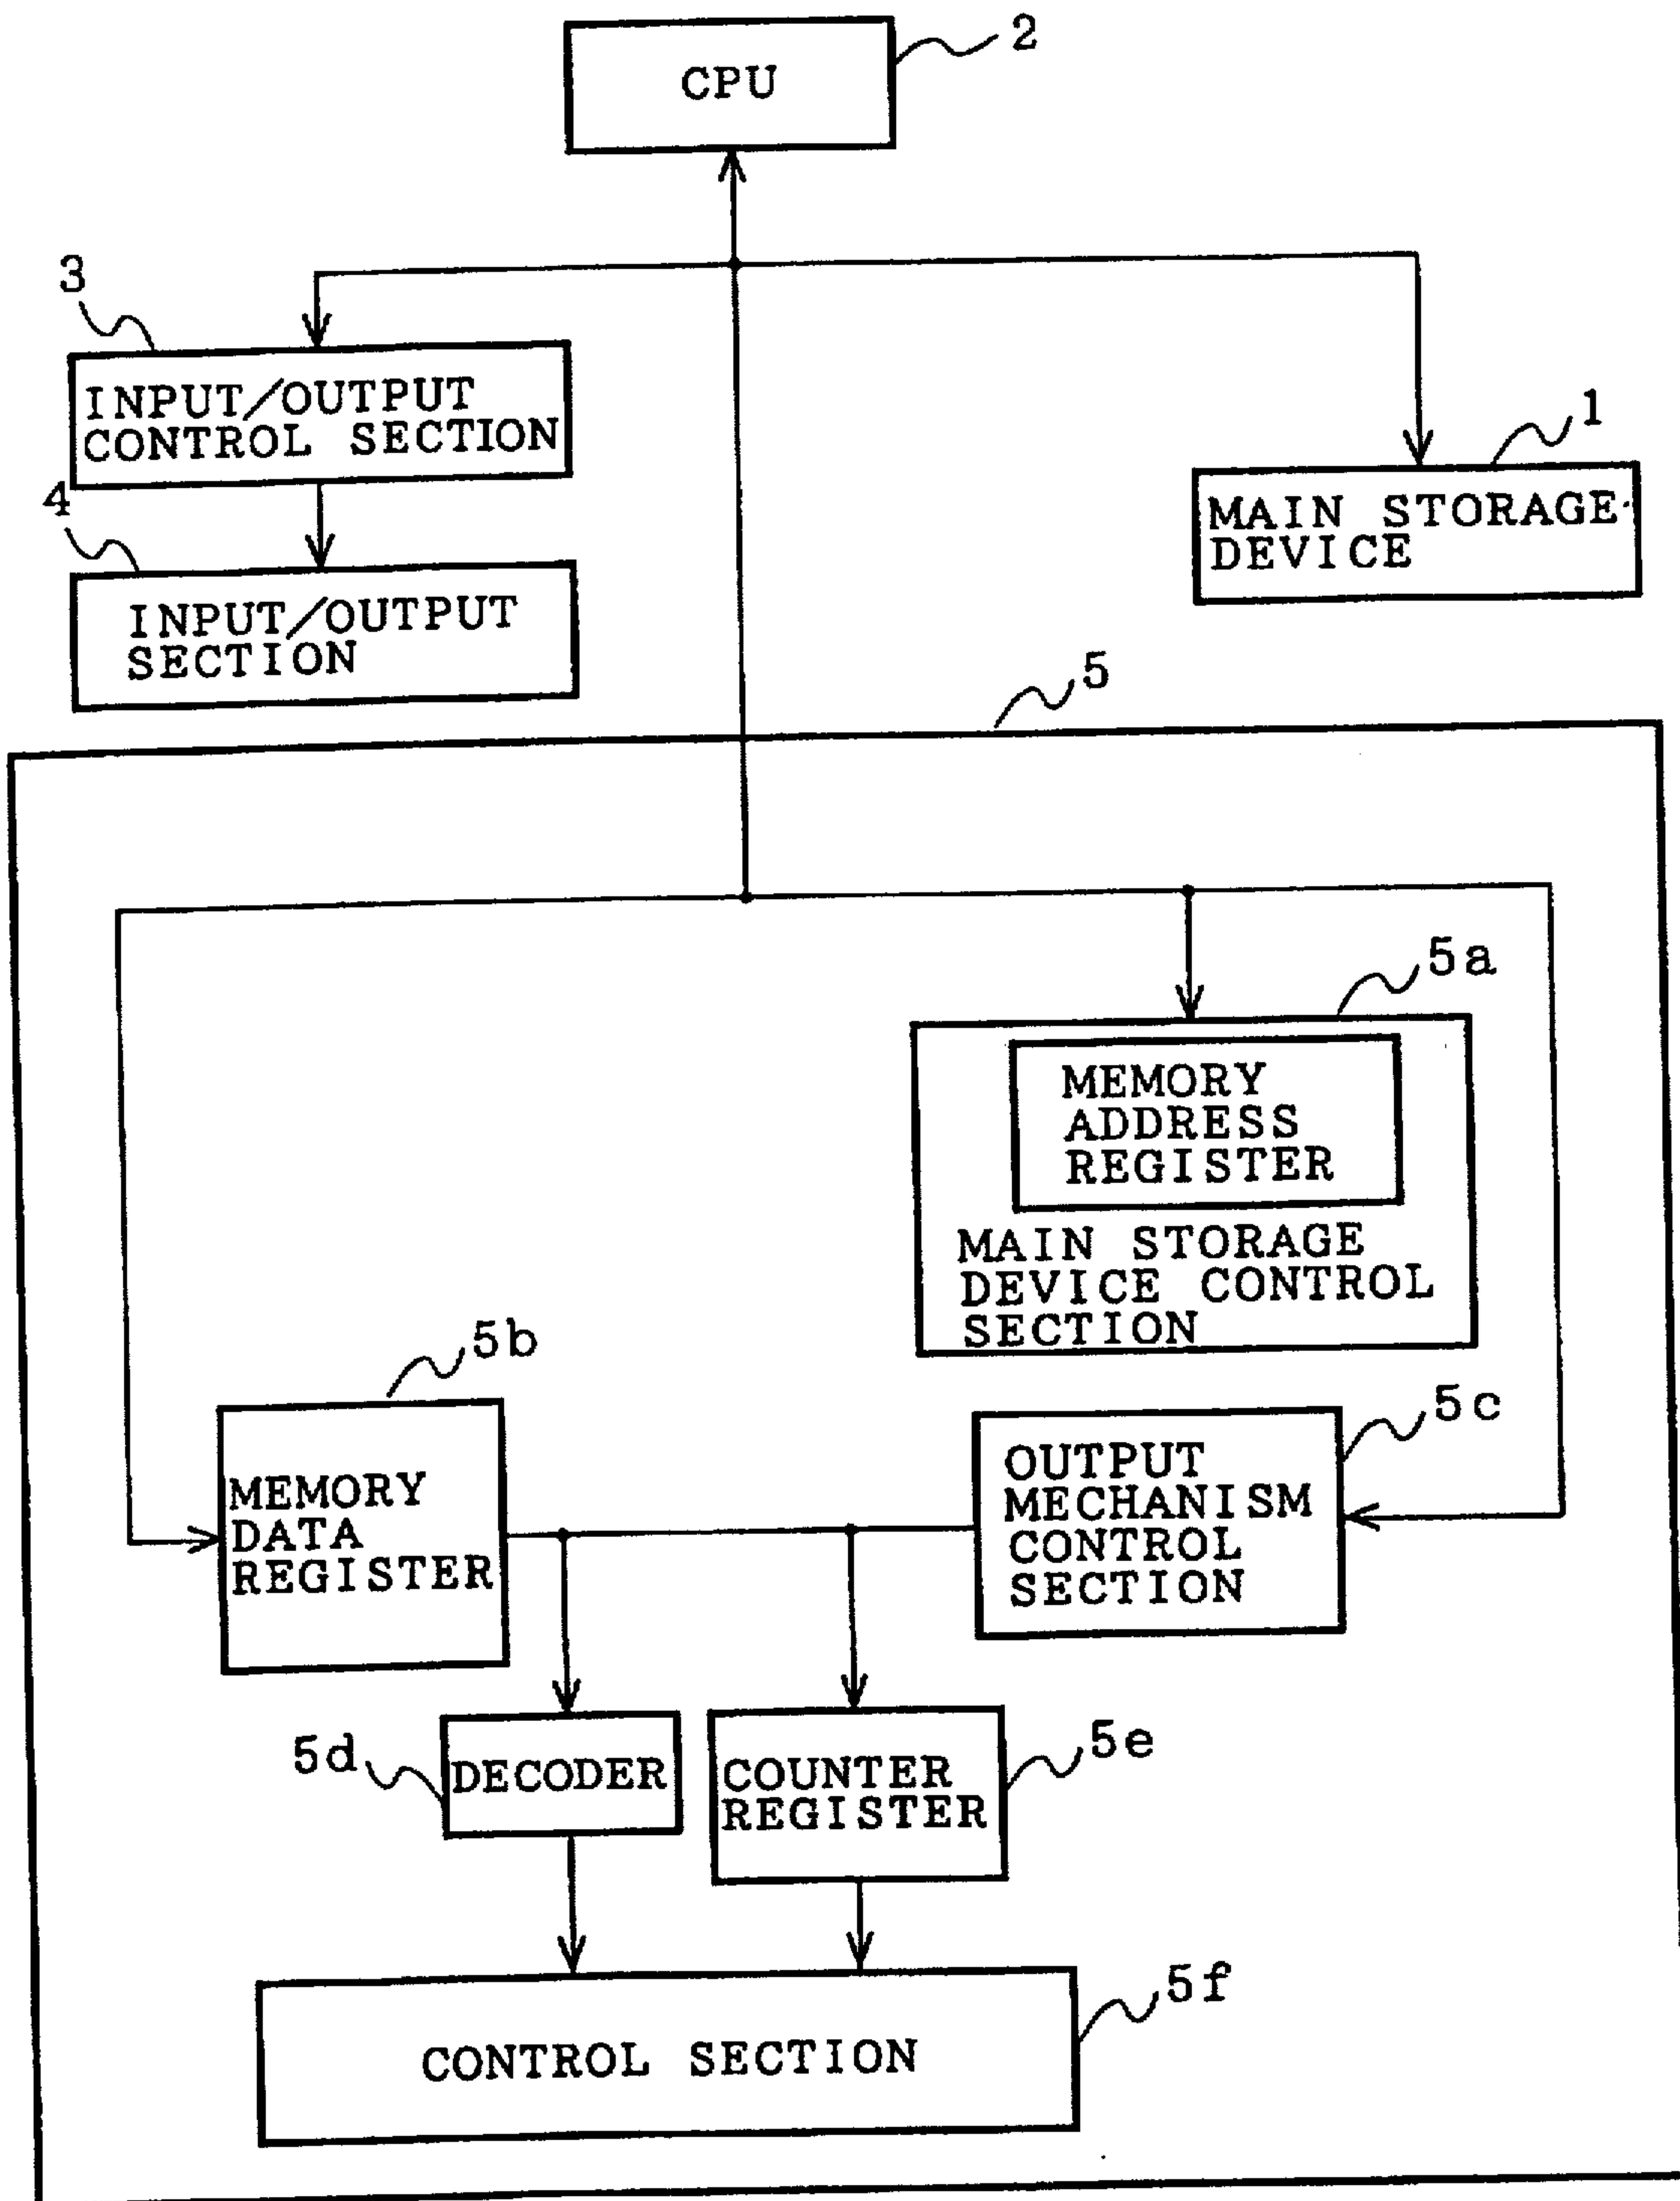 2
CPU
3
INPUT/OUTPUT
CONTROL SECTION
1
4
MAIN STORAGE
DEVICE
INPUT/OUTPUT
SECTION
5
5a
MEMORY
ADDRESS
REGISTER
MAIN STORAGE
DEVICE CONTROL
SECTION
5b
5c
OUTPUT
MECHANISM
CONTROL
SECTION
MEMORY
DATA
REGISTER
5d
DECODER
COUNTER
REGISTER
5e
5f
CONTROL SECTION